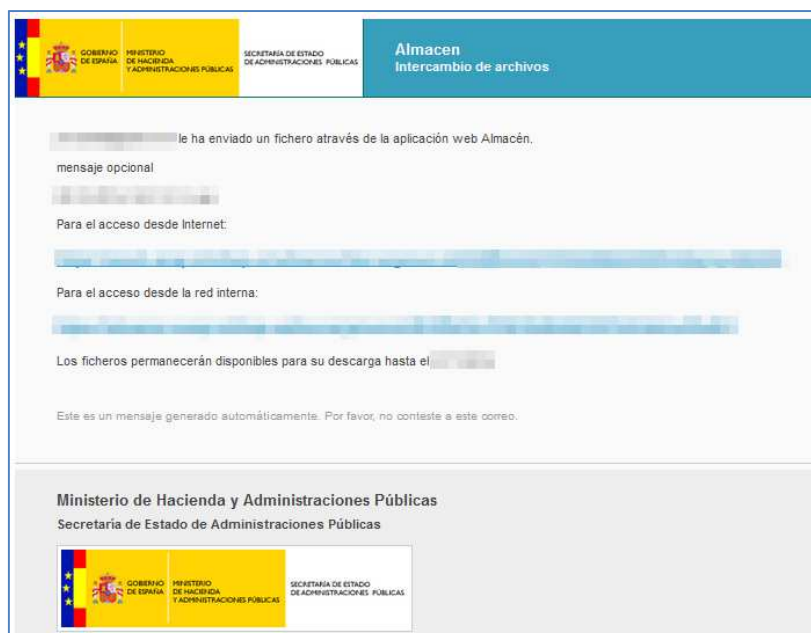 GOBIERNO DE ESPAÑA
MINISTERIO DE HACIENDA Y ADMINISTRACIONES PÚBLICAS
SECRETARÍA DE ESTADO DE ADMINISTRACIONES PÚBLICAS
Almacen
Intercambio de archivos
le ha enviado un fichero através de la aplicación web Almacén.
mensaje opcional
Para el acceso desde Internet:
Para el acceso desde la red interna:
Los ficheros permanecerán disponibles para su descarga hasta el
Este es un mensaje generado automáticamente. Por favor, no conteste a este correo.
Ministerio de Hacienda y Administraciones Públicas
Secretaría de Estado de Administraciones Públicas
GOBIERNO DE ESPAÑA
MINISTERIO DE HACIENDA Y ADMINISTRACIONES PÚBLICAS
SECRETARÍA DE ESTADO DE ADMINISTRACIONES PÚBLICAS